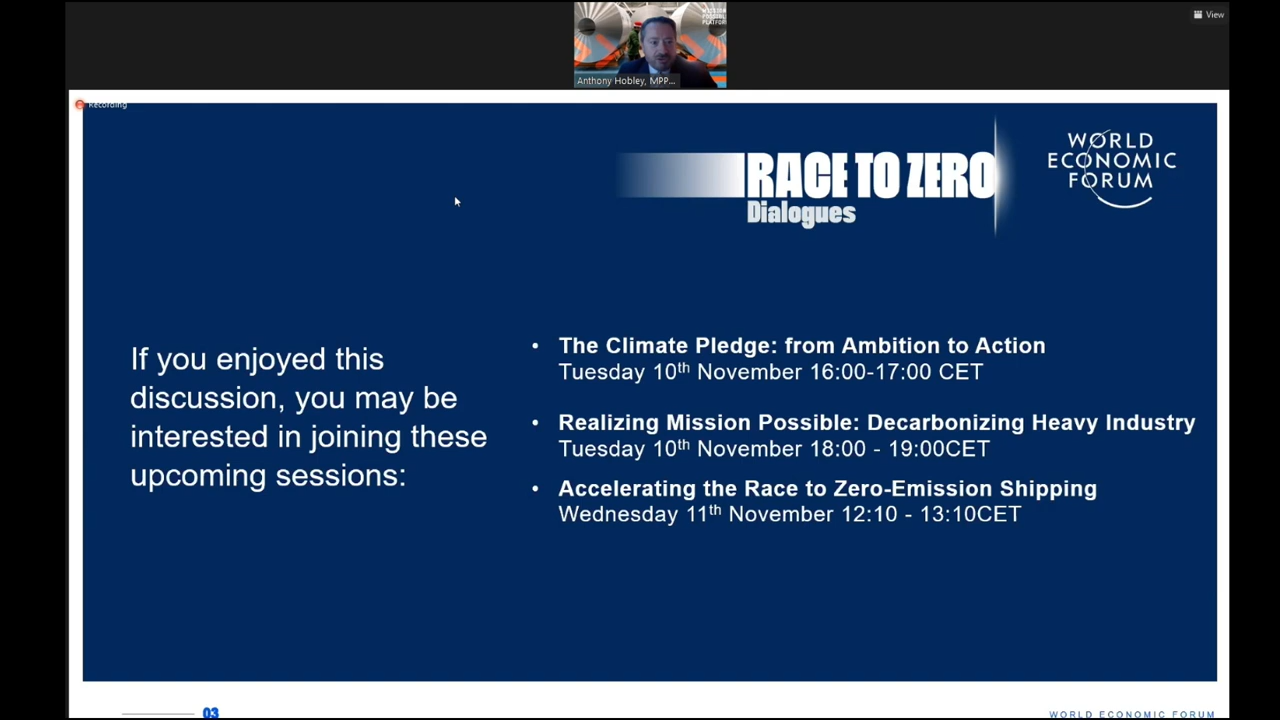 MISSION
POSSIBLE
PLATFORM
View
Anthony Hobley, MPP...
Recording
RACE TO ZERO
Dialogues
WORLD
ECONOMIC
FORUM
If you enjoyed this
discussion, you may be
interested in joining these
upcoming sessions:
• The Climate Pledge: from Ambition to Action
Tuesday 10th November 16:00-17:00 CET
• Realizing Mission Possible: Decarbonizing Heavy Industry
Tuesday 10th November 18:00 - 19:00CET
• Accelerating the Race to Zero-Emission Shipping
Wednesday 11th November 12:10 - 13:10CET
03
WORLD ECONOMIC FORUM